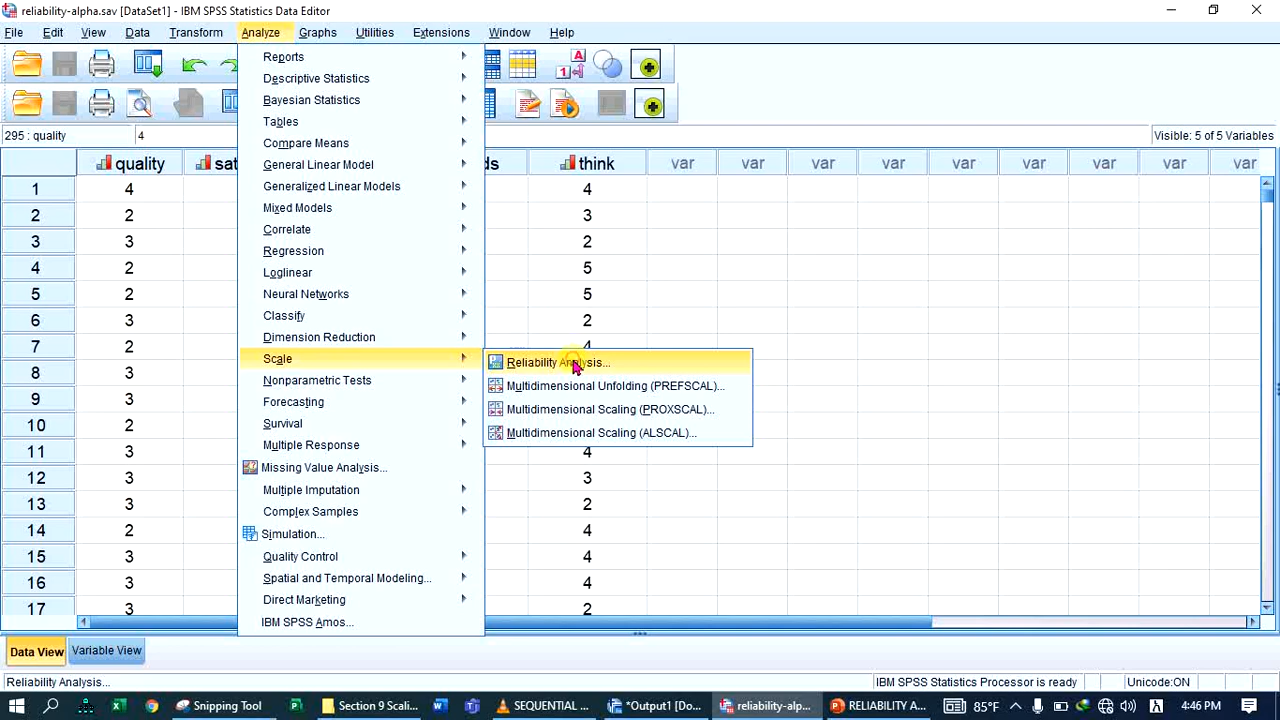 reliability-alpha.sav [DataSet1] - IBM SPSS Statistics Data Editor
File Edit View Data Transform Analyze Graphs Utilities Extensions Window Help
295 : quality 4 Visible: 5 of 5 Variables
quality sat ds think var var var var var var var var var
1 4 4
2 2 3
3 3 2
4 2 5
5 2 5
6 3 2
7 2 4
8 3
9 3
10 2
11 3 4
12 3 3
13 3 2
14 2 4
15 3 4
16 3 4
17 3 2
Reports
Descriptive Statistics
Bayesian Statistics
Tables
Compare Means
General Linear Model
Generalized Linear Models
Mixed Models
Correlate
Regression
Loglinear
Neural Networks
Classify
Dimension Reduction
Scale
Nonparametric Tests
Forecasting
Survival
Multiple Response
Missing Value Analysis...
Multiple Imputation
Complex Samples
Simulation...
Quality Control
Spatial and Temporal Modeling...
Direct Marketing
IBM SPSS Amos...
Reliability Analysis...
Multidimensional Unfolding (PREFSCAL)...
Multidimensional Scaling (PROXSCAL)...
Multidimensional Scaling (ALSCAL)...
Data View Variable View
Reliability Analysis... IBM SPSS Statistics Processor is ready Unicode:ON
Snipping Tool Section 9 Scali... SEQUENTIAL ... *Output1 [Do... reliability-alp... RELIABILITY A... 85°F 4:46 PM